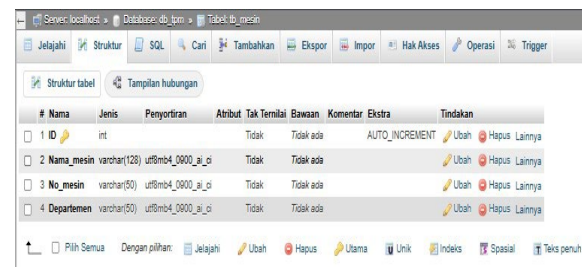 Server: localhost » Database: db_tpm » Tabel: tb_mesin
Jelajahi Struktur SQL Cari Tambahkan Ekspor Impor Hak Akses Operasi Trigger
Struktur tabel Tampilan hubungan
# Nama Jenis Penyortiran Atribut Tak Ternilai Bawaan Komentar Ekstra Tindakan
1 ID int Tidak Tidak ada AUTO_INCREMENT Ubah Hapus Lainnya
2 Nama_mesin varchar(128) utf8mb4_0900_ai_ci Tidak Tidak ada Ubah Hapus Lainnya
3 No_mesin varchar(50) utf8mb4_0900_ai_ci Tidak Tidak ada Ubah Hapus Lainnya
4 Departemen varchar(50) utf8mb4_0900_ai_ci Tidak Tidak ada Ubah Hapus Lainnya
Pilih Semua Dengan pilihan: Jelajahi Ubah Hapus Utama Unik Indeks Spasial Teks penuh